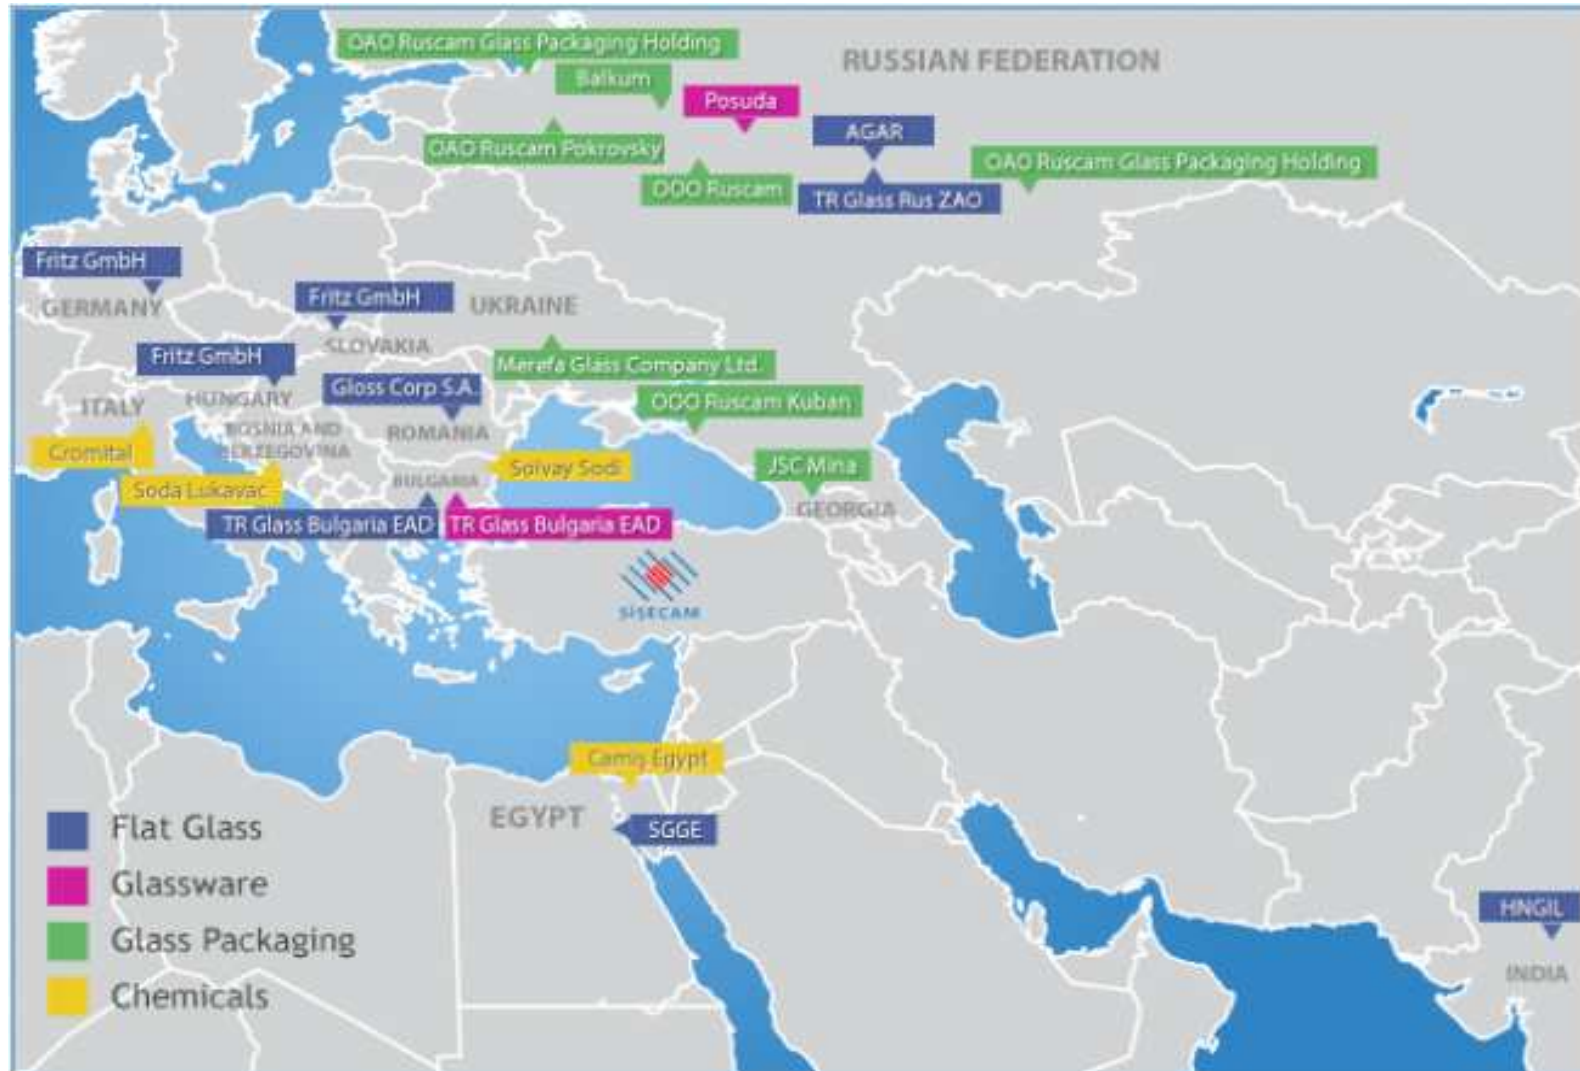 OAO Ruscam Glass Packaging Holding
RUSSIAN FEDERATION
Balkum
Posuda
AGAR
OAO Ruscam Pokrovsky
OAO Ruscam Glass Packaging Holding
OOO Ruscam
TR Glass Rus ZAO
Fritz GmbH
GERMANY
Fritz GmbH
UKRAINE
SLOVAKIA
Fritz GmbH
Merefa Glass Company Ltd.
Gloss Corp S.A.
HUNGARY
ITALY
OOO Ruscam Kuban
BOSNIA AND
HERZEGOVINA
ROMANIA
Cromital
Solvay Sodi
JSC Mina
BULGARIA
Soda Lukavac
GEORGIA
TR Glass Bulgaria EAD
TR Glass Bulgaria EAD
ŞİŞECAM
Camiş Egypt
EGYPT
SGGE
Flat Glass
Glassware
Glass Packaging
Chemicals
HNGIL
INDIA